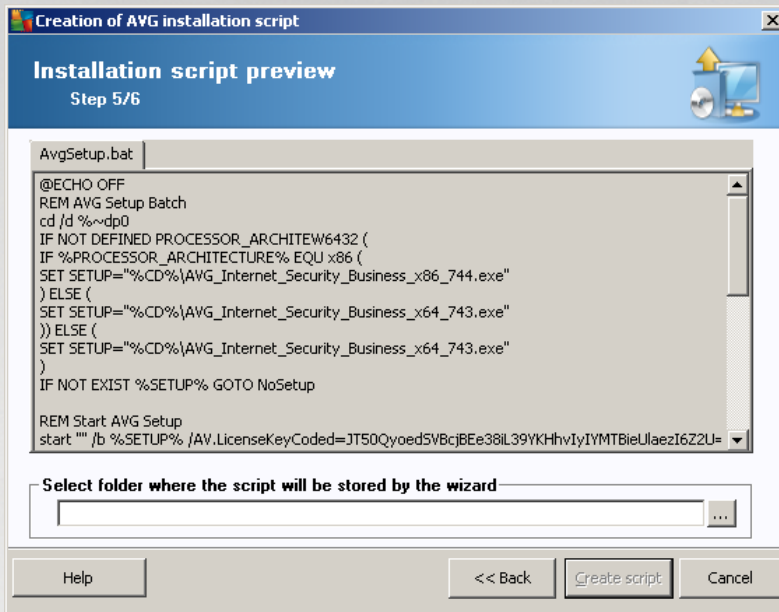 Creation of AVG installation script
Installation script preview
Step 5/6
AvgSetup.bat
@ECHO OFF
REM AVG Setup Batch
cd /d %~dp0
IF NOT DEFINED PROCESSOR_ARCHITEW6432 (
IF %PROCESSOR_ARCHITECTURE% EQU x86 (
SET SETUP="%CD%\AVG_Internet_Security_Business_x86_744.exe"
) ELSE (
SET SETUP="%CD%\AVG_Internet_Security_Business_x64_743.exe"
)) ELSE (
SET SETUP="%CD%\AVG_Internet_Security_Business_x64_743.exe"
)
IF NOT EXIST %SETUP% GOTO NoSetup
REM Start AVG Setup
start "" /b %SETUP% /AV.LicenseKeyCoded=JT50QyoedSVBcjBEe38iL39YKHhvIyIYMTBieUlaezI6Z2U=
Select folder where the script will be stored by the wizard
...
Help
<< Back
Create script
Cancel